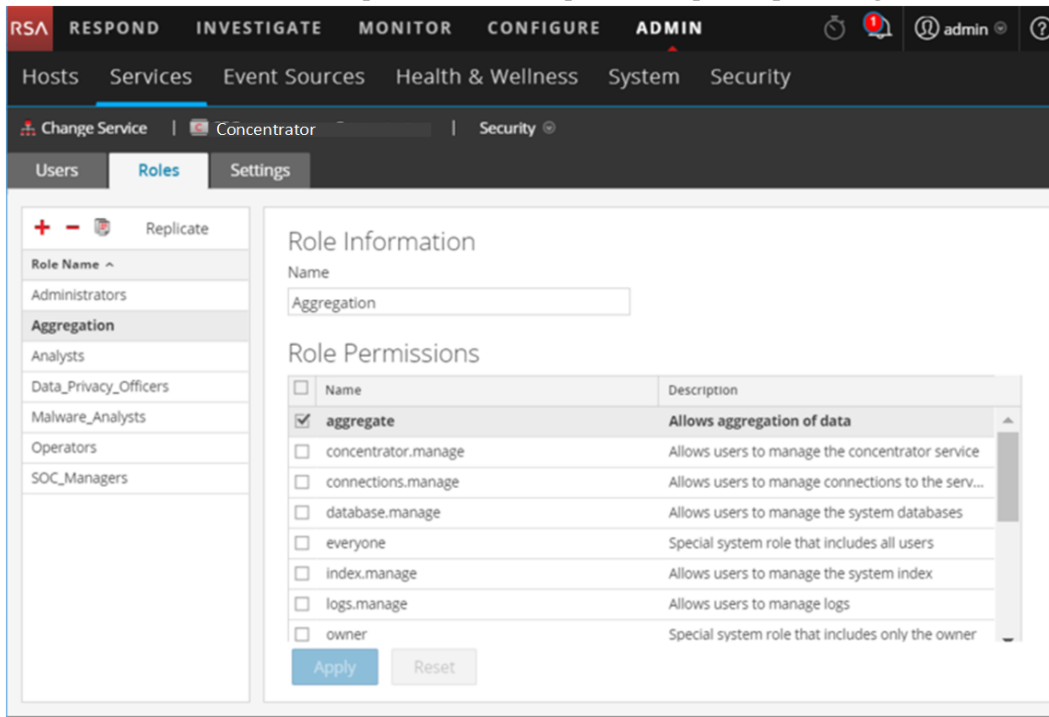 RSA RESPOND INVESTIGATE MONITOR CONFIGURE ADMIN 1 admin ?
Hosts Services Event Sources Health & Wellness System Security
Change Service | C Concentrator | Security
Users Roles Settings
+ - Replicate
Role Name
Administrators
Aggregation
Analysts
Data_Privacy_Officers
Malware_Analysts
Operators
SOC_Managers
Role Information
Name
Aggregation
Role Permissions
Name Description
aggregate Allows aggregation of data
concentrator.manage Allows users to manage the concentrator service
connections.manage Allows users to manage connections to the serv...
database.manage Allows users to manage the system databases
everyone Special system role that includes all users
index.manage Allows users to manage the system index
logs.manage Allows users to manage logs
owner Special system role that includes only the owner
Apply Reset